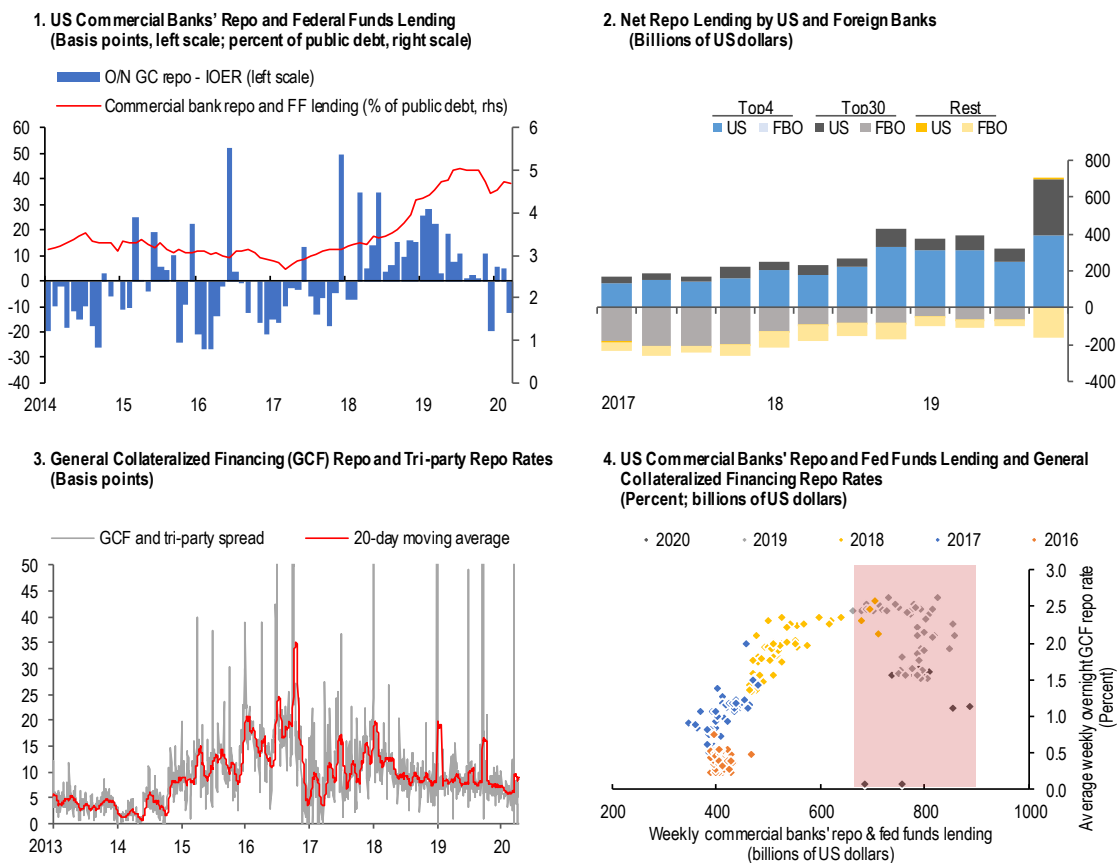 1. US Commercial Banks' Repo and Federal Funds Lending
(Basis points, left scale; percent of public debt, right scale)
O/N GC repo - IOER (left scale)
Commercial bank repo and FF lending (% of public debt, rhs)
60
50
40
30
20
10
0
-10
-20
-30
-40
6
5
4
3
2
1
0
2014 15 16 17 18 19 20
2. Net Repo Lending by US and Foreign Banks
(Billions of US dollars)
Top4 Top30 Rest
US FBO US FBO US FBO
800
600
400
200
0
-200
-400
2017 18 19
3. General Collateralized Financing (GCF) Repo and Tri-party Repo Rates
(Basis points)
GCF and tri-party spread 20-day moving average
50
45
40
35
30
25
20
15
10
5
0
2013 14 15 16 17 18 19 20
4. US Commercial Banks' Repo and Fed Funds Lending and General
Collateralized Financing Repo Rates
(Percent; billions of US dollars)
2020 2019 2018 2017 2016
3.0
2.5
2.0
1.5
1.0
0.5
0.0
Average weekly overnight GCF repo rate
(Percent)
200 400 600 800 1000
Weekly commercial banks' repo & fed funds lending
(billions of US dollars)